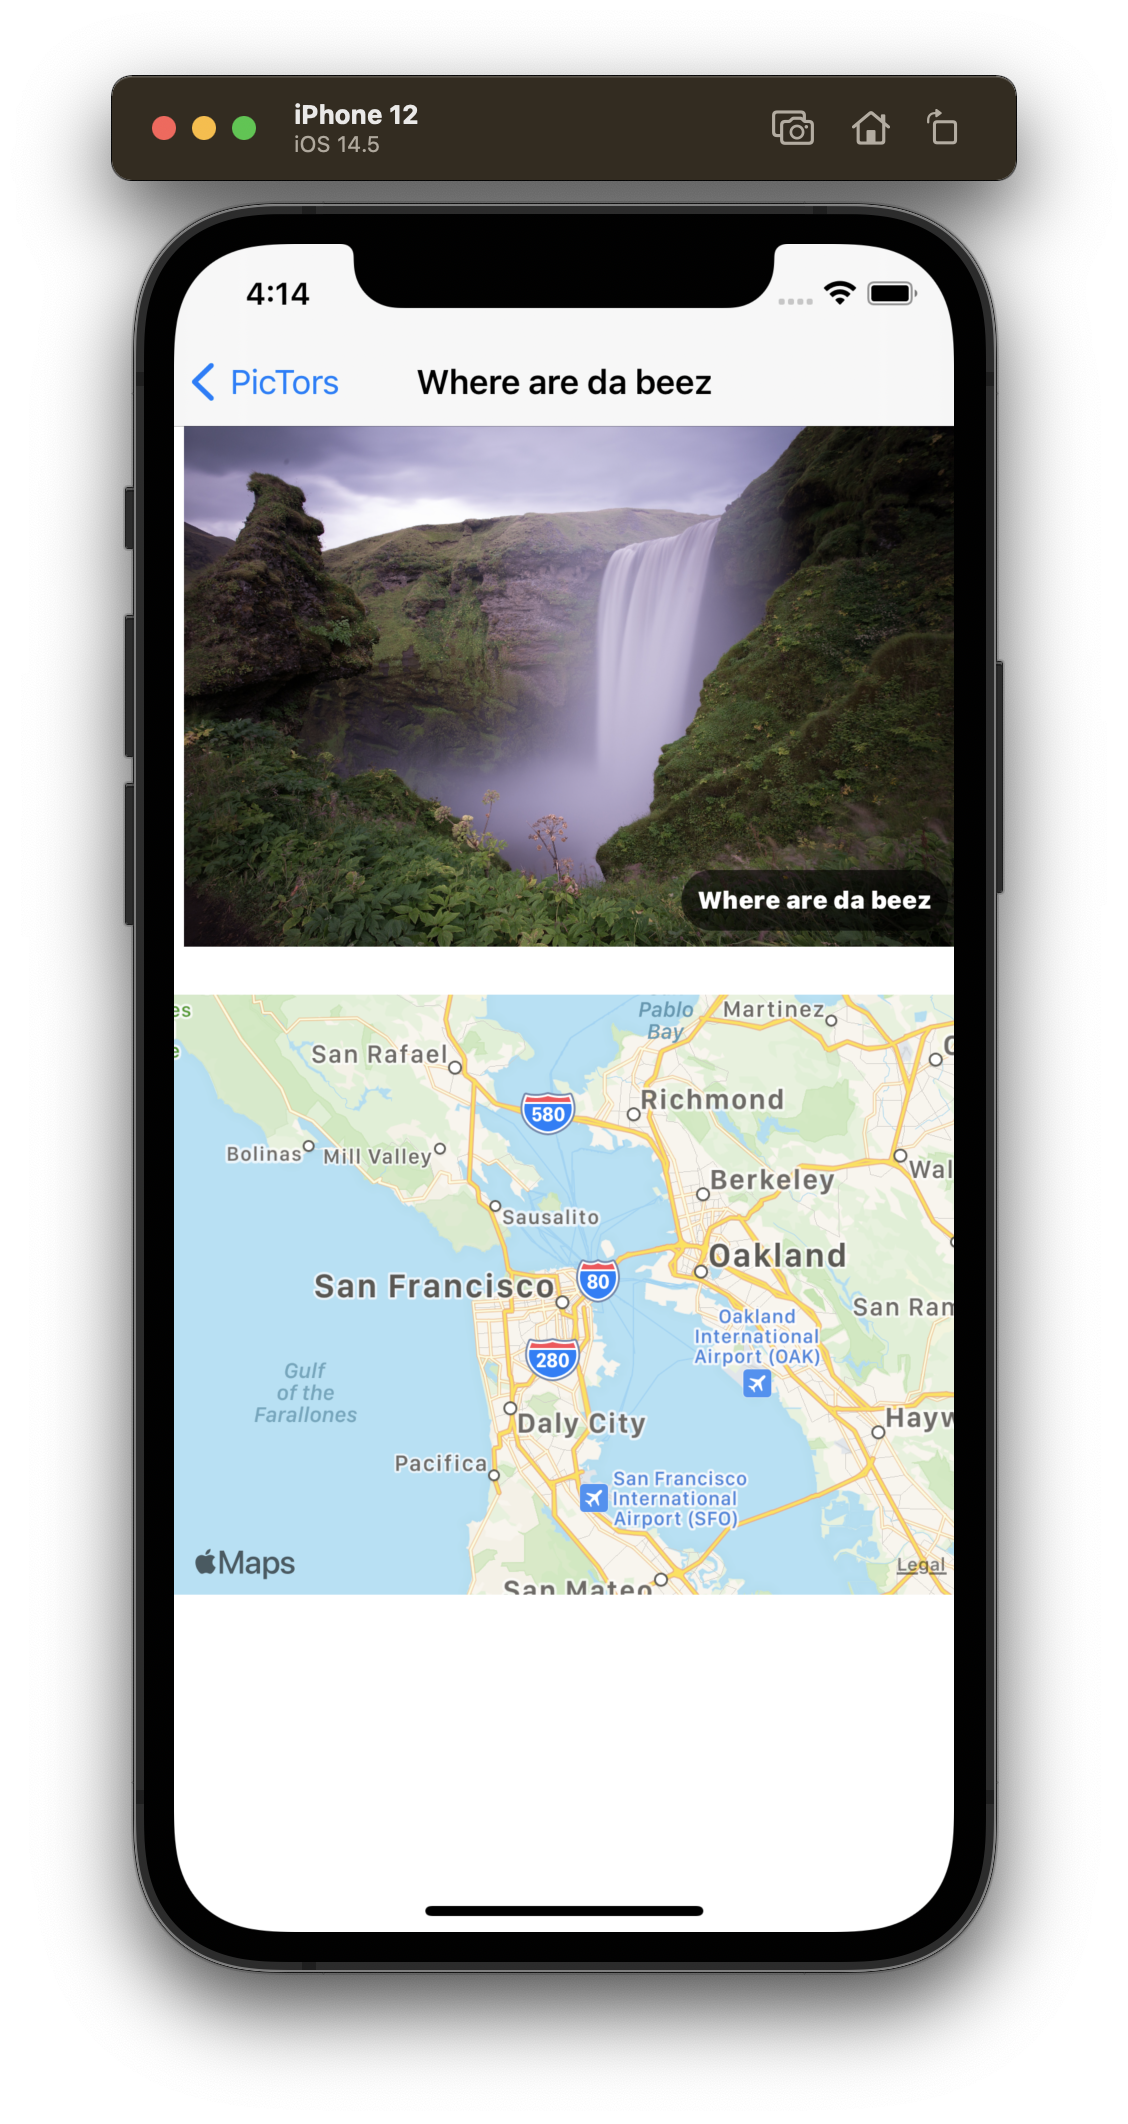 iPhone 12
iOS 14.5
4:14
PicTors
Where are da beez
Where are da beez
es
e
Pablo
Bay
Martinez
San Rafael
C
580
Richmond
Bolinas
Mill Valley
Wal
Berkeley
Sausalito
Oakland
San Francisco
80
San Ram
Oakland
International
Airport (OAK)
280
Gulf
of the
Farallones
Hayw
Daly City
Pacifica
San Francisco
International
Airport (SFO)
Maps
Legal
San Mateo